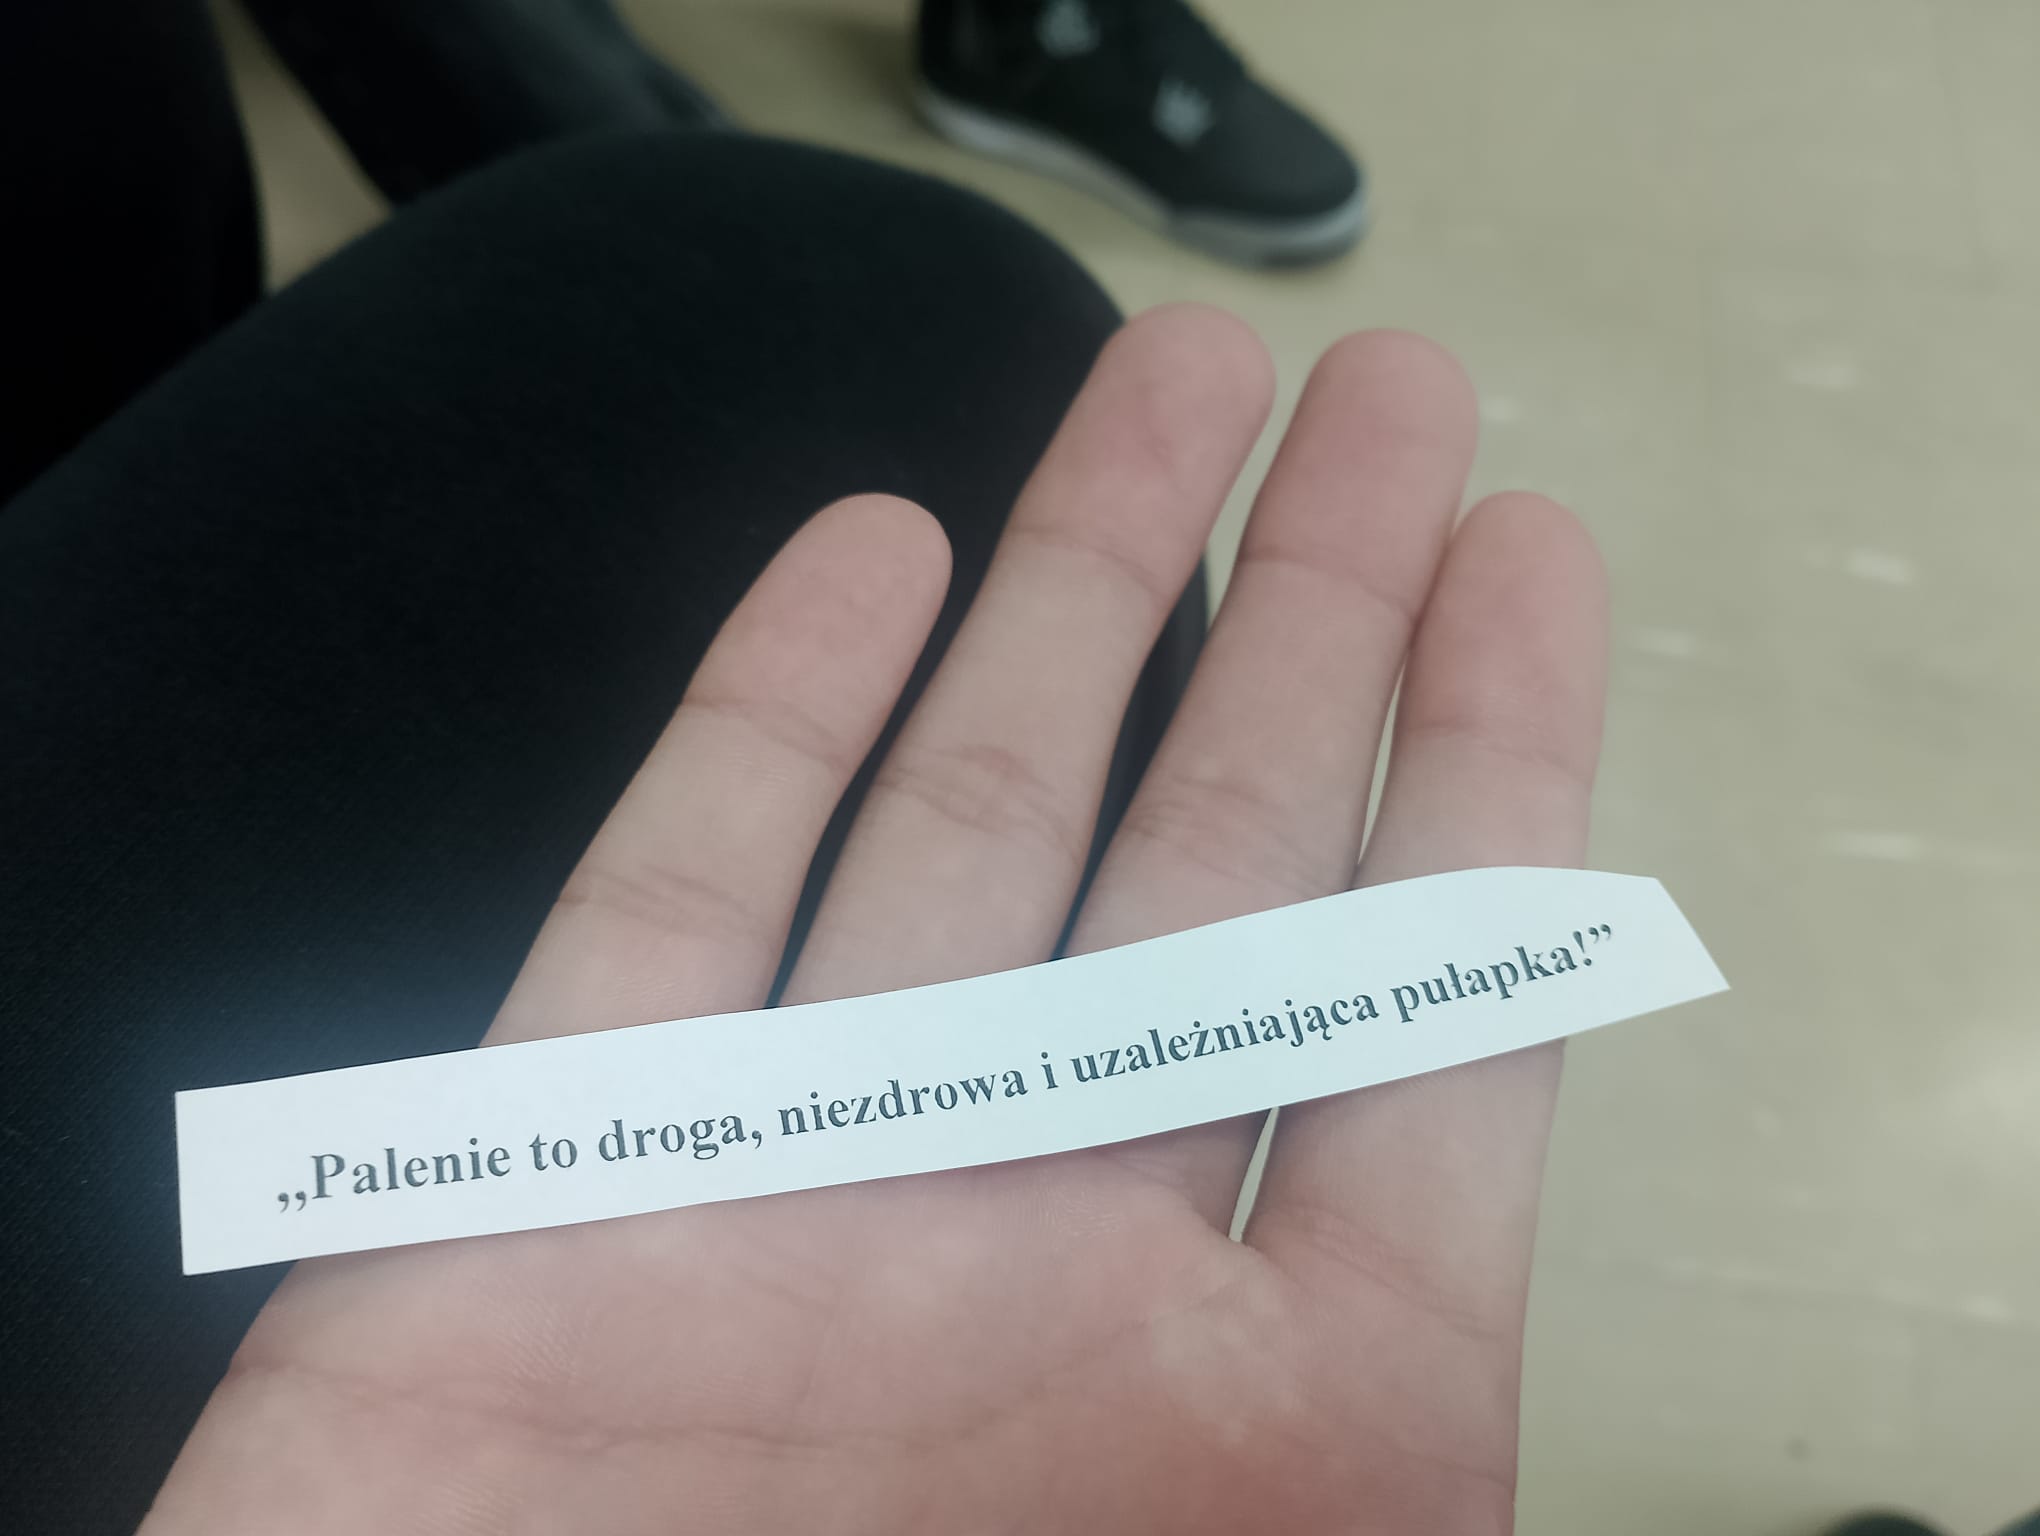 ,,Palenie to droga, niezdrowa i uzależniająca pułapka!”